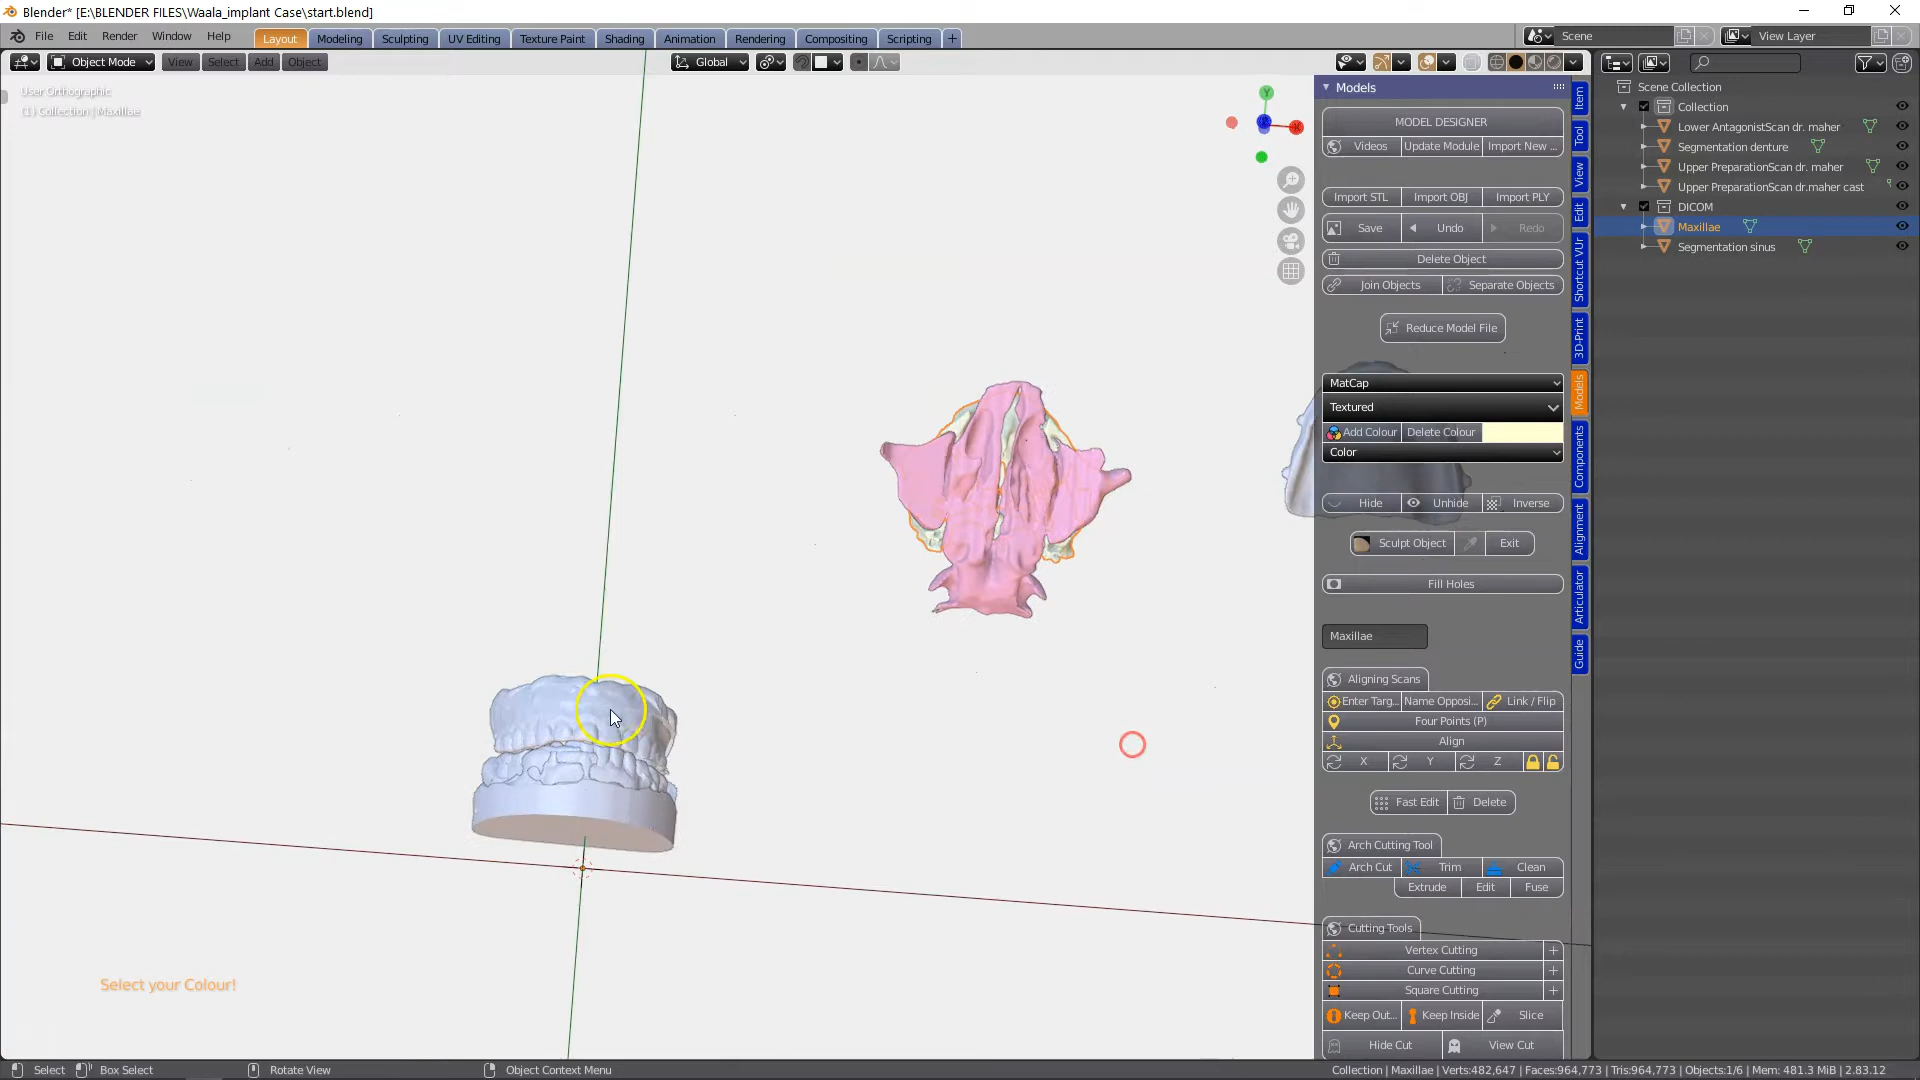 Blender* [E:\BLENDER FILES\Waala_implant Case\start.blend]
File Edit Render Window Help
Layout Modeling Sculpting UV Editing Texture Paint Shading Animation Rendering Compositing Scripting +
Scene
View Layer
Object Mode View Select Add Object
Global
User Orthographic
(1) Collection | Maxillae
Y
X
Z
Models
MODEL DESIGNER
Videos Update Module Import New ...
Import STL Import OBJ Import PLY
Save Undo Redo
Delete Object
Join Objects Separate Objects
Reduce Model File
MatCap
Textured
Add Colour Delete Colour
Color
Hide Unhide Inverse
Sculpt Object Exit
Fill Holes
Maxillae
Aligning Scans
Enter Targ... Name Opposi... Link / Flip
Four Points (P)
Align
X Y Z
Fast Edit Delete
Arch Cutting Tool
Arch Cut Trim Clean
Extrude Edit Fuse
Cutting Tools
Vertex Cutting +
Curve Cutting +
Square Cutting +
Keep Out... Keep Inside Slice
Hide Cut View Cut
Item
Tool
View
Edit
Shortcut VUr
3D-Print
Models
Components
Alignment
Articulator
Guide
Scene Collection
Collection
Lower AntagonistScan dr. maher
Segmentation denture
Upper PreparationScan dr. maher
Upper PreparationScan dr.maher cast
DICOM
Maxillae
Segmentation sinus
Select your Colour!
Select Box Select Rotate View Object Context Menu
Collection | Maxillae | Verts:482,647 | Faces:964,773 | Tris:964,773 | Objects:1/6 | Mem: 481.3 MiB | 2.83.12